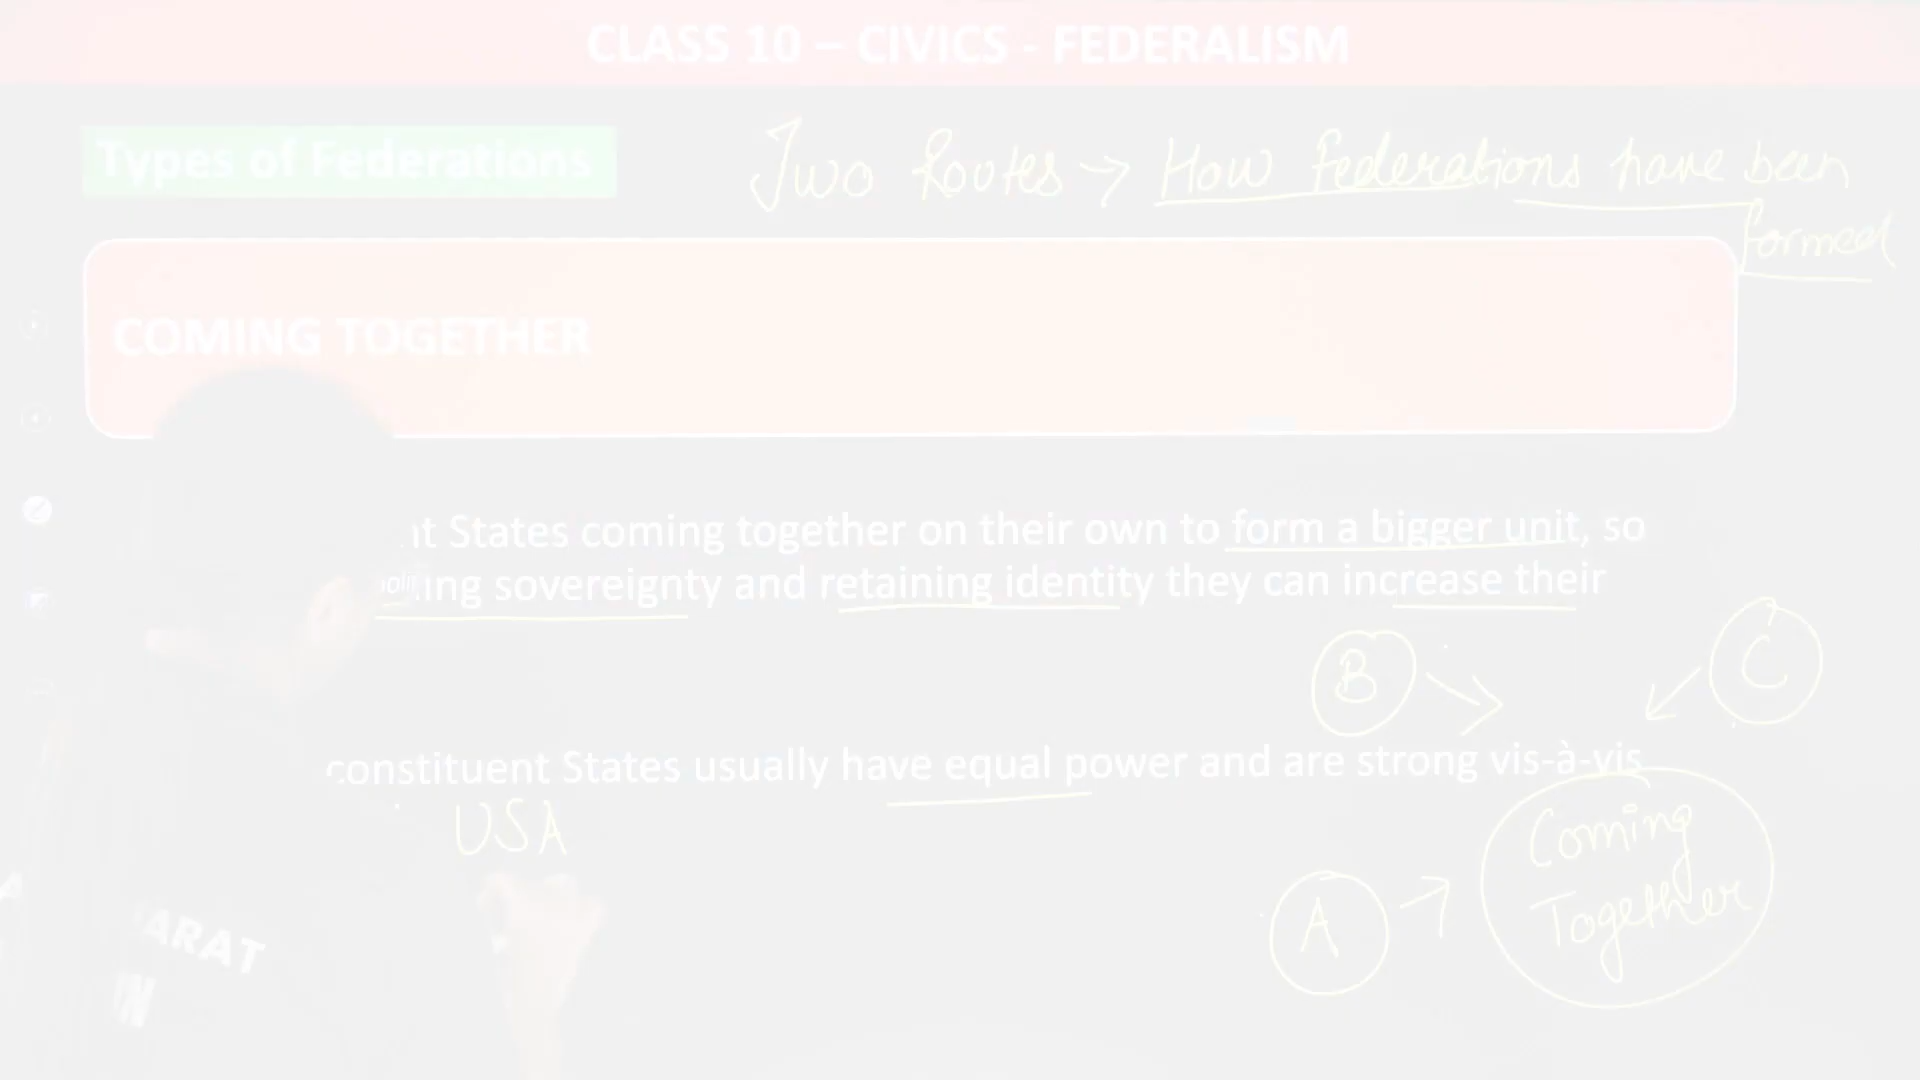 CLASS 10 – CIVICS - FEDERALISM
Types of Federations
Two Routes → How federations have been
formed
COMING TOGETHER
States coming together on their own to form a bigger unit, so
sovereignty and retaining identity they can increase their
B
C
constituent States usually have equal power and are strong vis-à-vis
USA
Coming
Together
A
ARAT